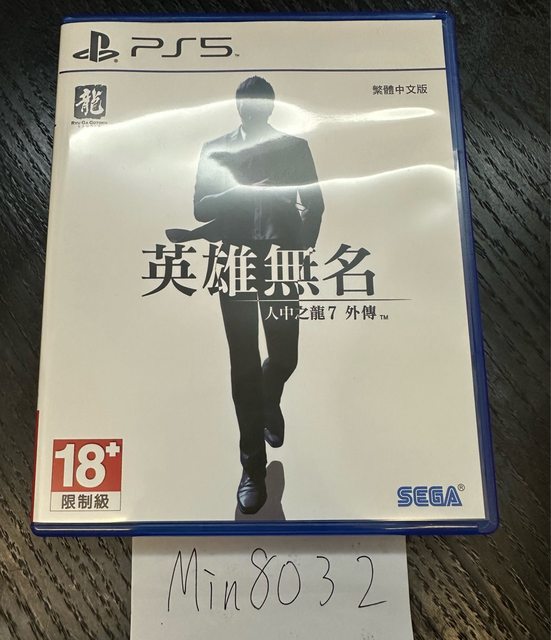 PS5
龍
RYU GA GOTOKU
繁體中文版
英雄無名
人中之龍7 外傳 TM
18+
限制級
SEGA®
Min8032